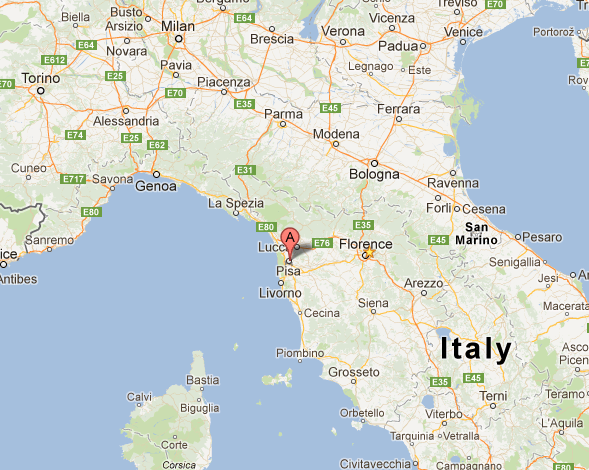 Busto
Arsizio
Bergamo
Biella
Milan
Novara
Brescia
Verona
Vicenza
Treviso
Padua
Venice
Portorož
E612
E64
E70
Torino
E25
Pavia
Piacenza
E70
E35
Legnago
Este
Alessandria
E45
Ferrara
Parma
E74
E25
E62
Modena
Cuneo
E717
Savona
Genoa
E31
Bologna
Ravenna
La Spezia
E80
E80
E35
Forlì
Cesena
San
Marino
Sanremo
A
Lucca
E76
Florence
E45
Pesaro
Antibes
Pisa
Senigallia
Livorno
Arezzo
Jesi
Cecina
Siena
Macerata
Italy
Piombino
Grosseto
E35
E45
Bastia
Calvi
Biguglia
Orbetello
Viterbo
Terni
Teramo
L'Aquila
Corte
Tarquinia
Vetralla
Corsica
Civitavecchia
Campagnano